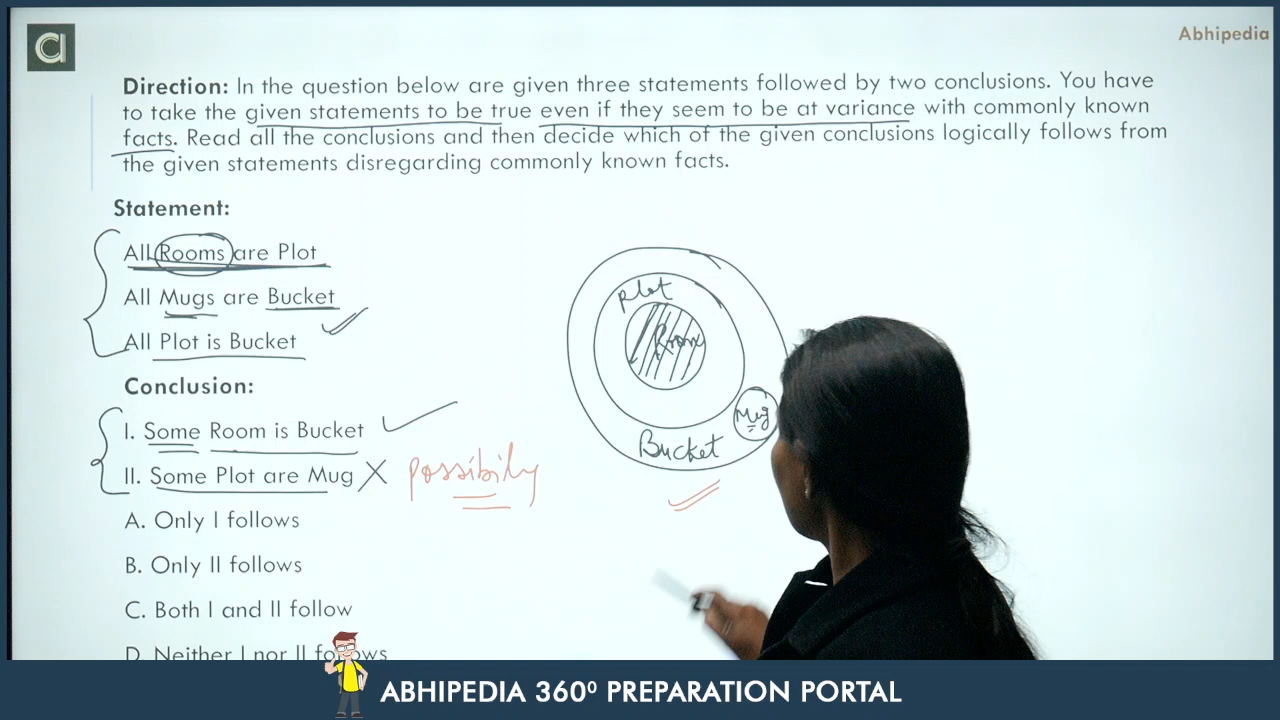 Abhipedia
Direction: In the question below are given three statements followed by two conclusions. You have
to take the given statements to be true even if they seem to be at variance with commonly known
facts. Read all the conclusions and then decide which of the given conclusions logically follows from
the given statements disregarding commonly known facts.
Statement:
All Rooms are Plot
All Mugs are Bucket
All Plot is Bucket
Conclusion:
I. Some Room is Bucket
II. Some Plot are Mug
possibily
A. Only I follows
B. Only II follows
C. Both I and II follow
D. Neither I nor II follows
Plot
Room
Mug
Bucket
ABHIPEDIA 360⁰ PREPARATION PORTAL